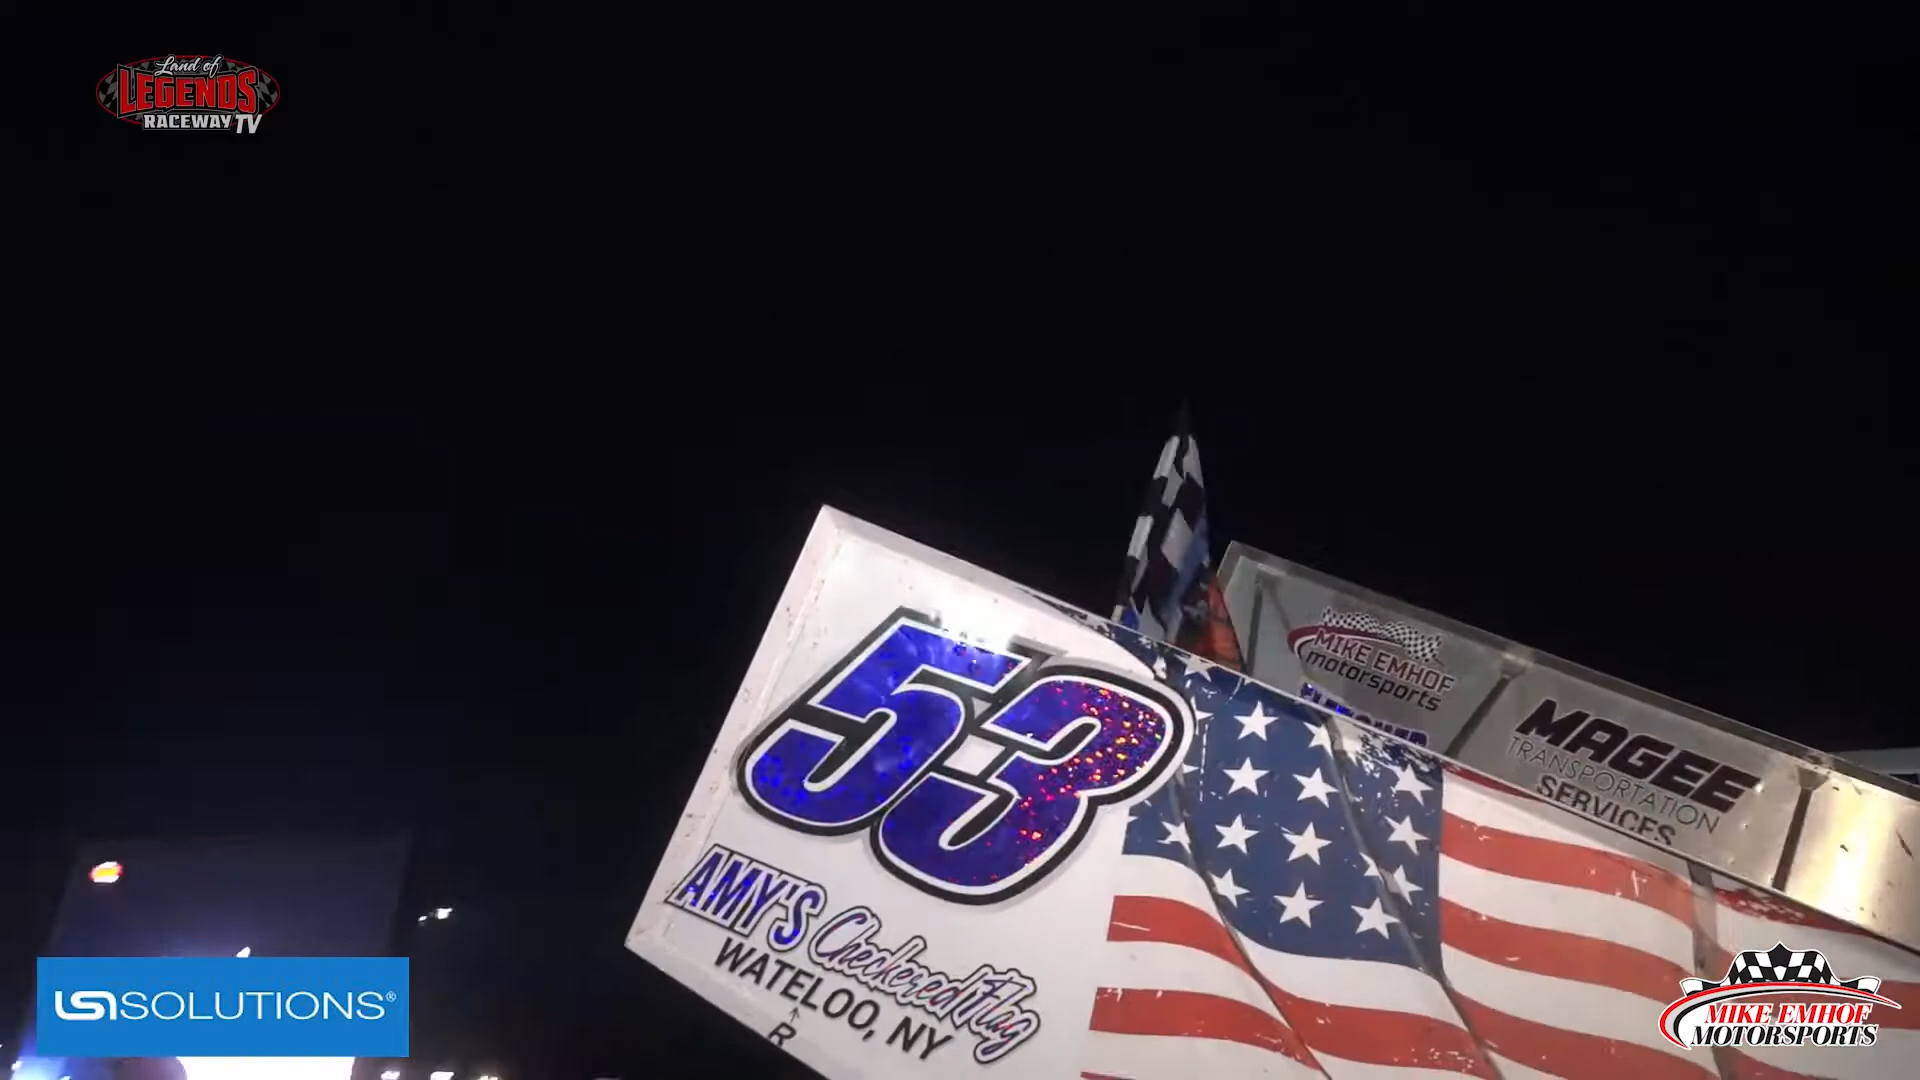 Land of
LEGENDS
RACEWAY TV
MIKE EMHOF
motorsports
MAGEE
TRANSPORTATION
SERVICES
53
AMY'S Checkered Flag
WATELOO, NY
R
LSI SOLUTIONS®
MIKE EMHOF
MOTORSPORTS